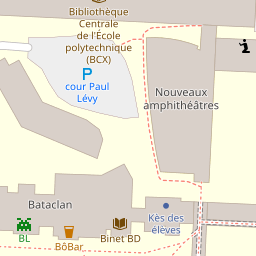 Bibliothèque
Centrale
de l'École
polytechnique
(BCX)
P
cour Paul
Lévy
i
Nouveaux
amphithéâtres
Bataclan
Kès des
élèves
BL
BôBar
Binet BD